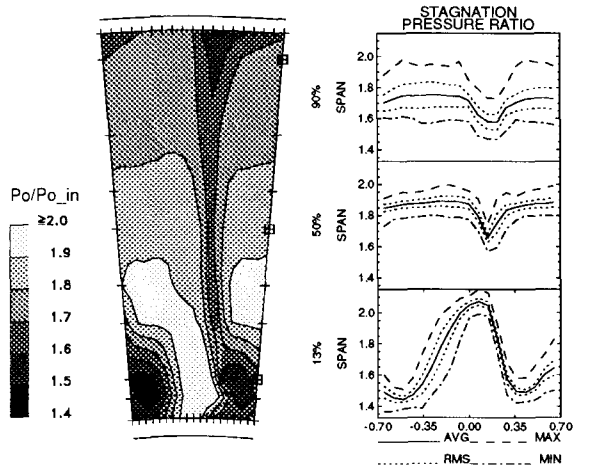 STAGNATION
PRESSURE RATIO
Po/Po_in
≥2.0
1.9
1.8
1.7
1.6
1.5
1.4
90%
SPAN
2.0
1.8
1.6
1.4
50%
SPAN
2.0
1.8
1.6
1.4
13%
SPAN
2.0
1.8
1.6
1.4
-0.70 -0.35 0.00 0.35 0.70
AVG MAX
RMS MIN